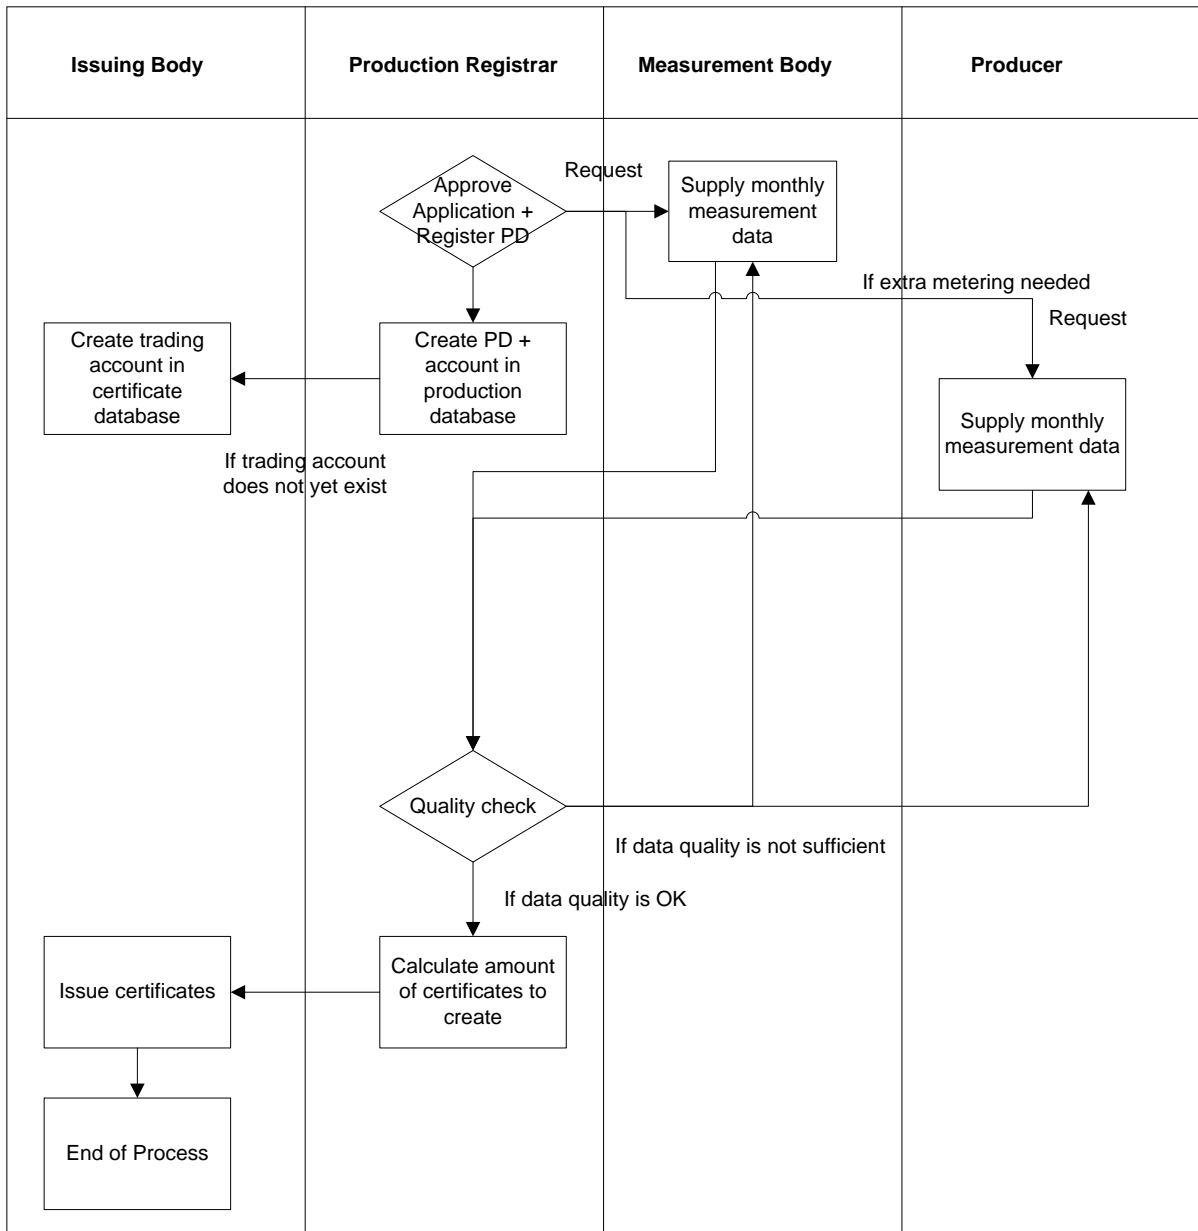 Issuing Body
Production Registrar
Measurement Body
Producer
Approve
Application +
Register PD
Request
Supply monthly
measurement
data
If extra metering needed
Request
Create trading
account in
certificate
database
Create PD +
account in
production
database
Supply monthly
measurement data
If trading account
does not yet exist
Quality check
If data quality is not sufficient
If data quality is OK
Issue certificates
Calculate amount
of certificates to
create
End of Process